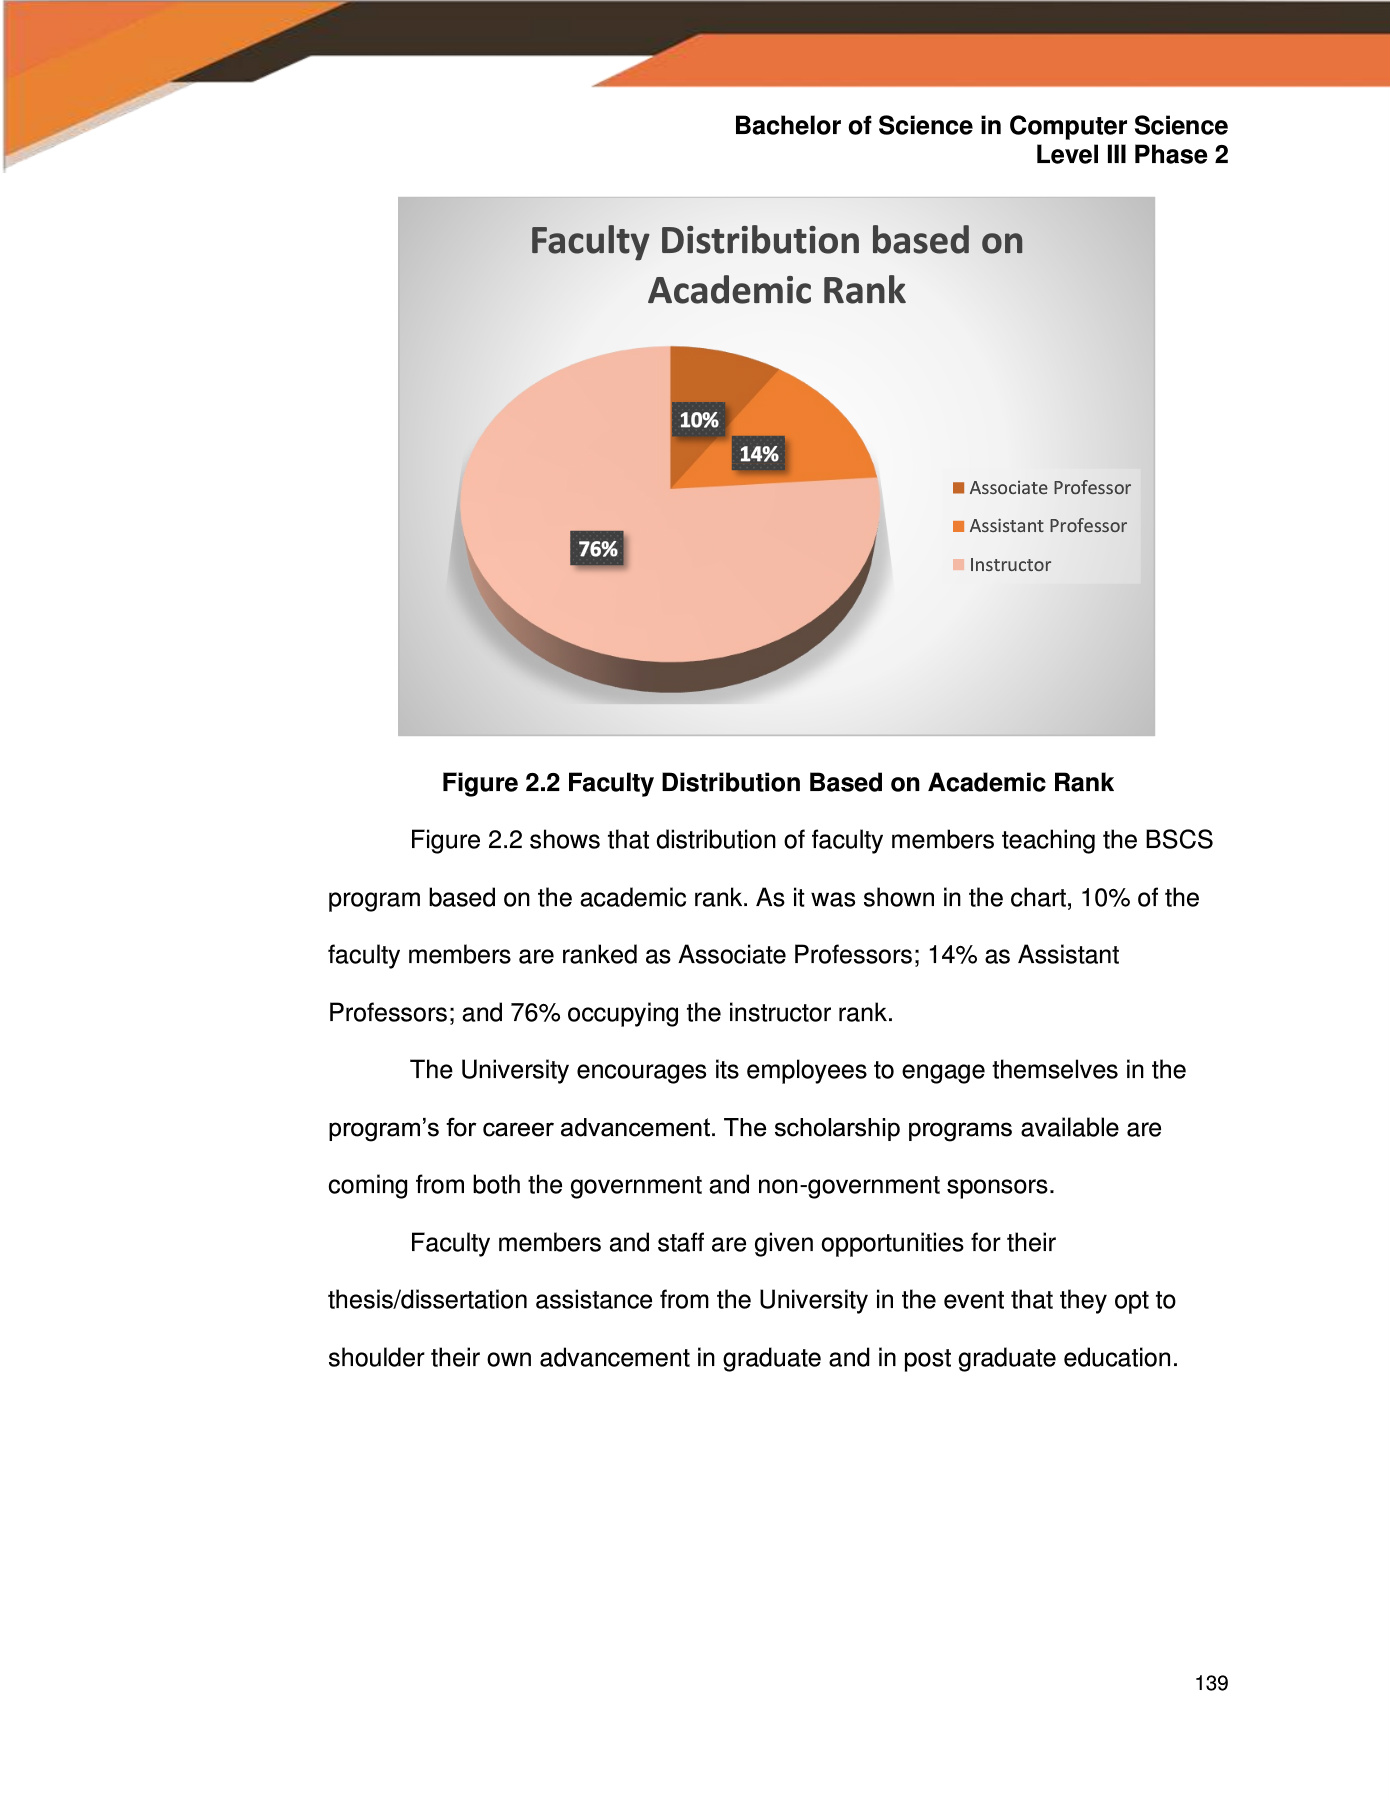 Bachelor of Science in Computer Science
Level III Phase 2
Faculty Distribution based on
Academic Rank
10%
14%
76%
Associate Professor
Assistant Professor
Instructor
Figure 2.2 Faculty Distribution Based on Academic Rank
Figure 2.2 shows that distribution of faculty members teaching the BSCS
program based on the academic rank. As it was shown in the chart, 10% of the
faculty members are ranked as Associate Professors; 14% as Assistant
Professors; and 76% occupying the instructor rank.
The University encourages its employees to engage themselves in the
program’s for career advancement. The scholarship programs available are
coming from both the government and non-government sponsors.
Faculty members and staff are given opportunities for their
thesis/dissertation assistance from the University in the event that they opt to
shoulder their own advancement in graduate and in post graduate education.
139